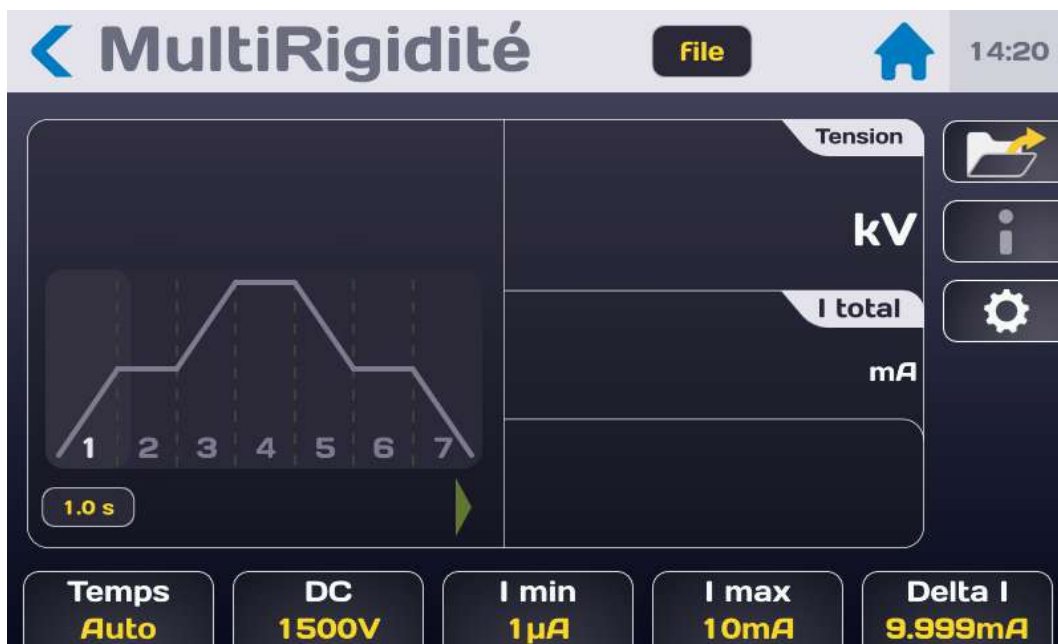 MultiRigidité
File
14:20
Tension
kV
I total
mA
1 2 3 4 5 6 7
1.0 s
Temps
Auto
DC
1500V
I min
1µA
I max
10mA
Delta I
9.999mA